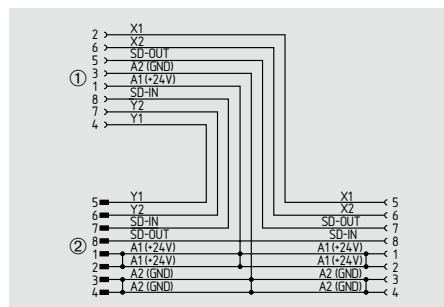 2 X1
6 X2
5 SD-OUT
3 A2 (GND)
1 A1 (+24V)
8 SD-IN
7 Y2
4 Y1
①
5 Y1 X1 5
6 Y2 X2 6
7 SD-IN SD-OUT 7
8 SD-OUT SD-IN 8
1 A1 (+24V) A1 (+24V) 1
2 A1 (+24V) A1 (+24V) 2
3 A2 (GND) A2 (GND) 3
4 A2 (GND) A2 (GND) 4
②